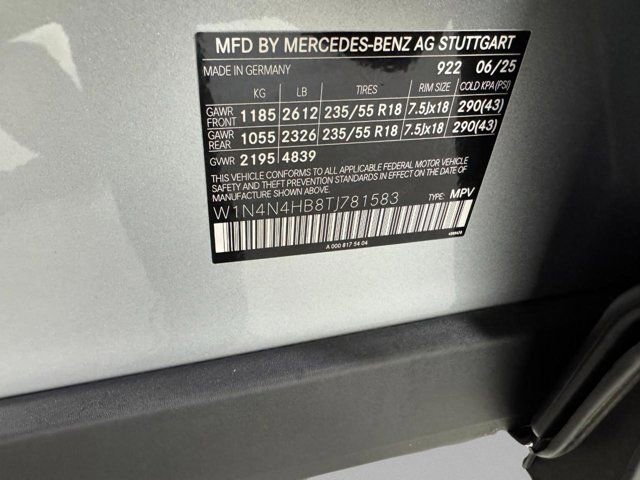 MFD BY MERCEDES-BENZ AG STUTTGART
MADE IN GERMANY 922 06/25
KG LB TIRES RIM SIZE COLD KPA (PSI)
GAWR FRONT 1185 2612 235/55 R18 7.5Jx18 290(43)
GAWR REAR 1055 2326 235/55 R18 7.5Jx18 290(43)
GVWR 2195 4839
THIS VEHICLE CONFORMS TO ALL APPLICABLE FEDERAL MOTOR VEHICLE
SAFETY AND THEFT PREVENTION STANDARDS IN EFFECT ON THE DATE OF
MANUFACTURE SHOWN ABOVE.
W1N4N4HB8TJ781583 TYPE: MPV
A 000 817 54 04